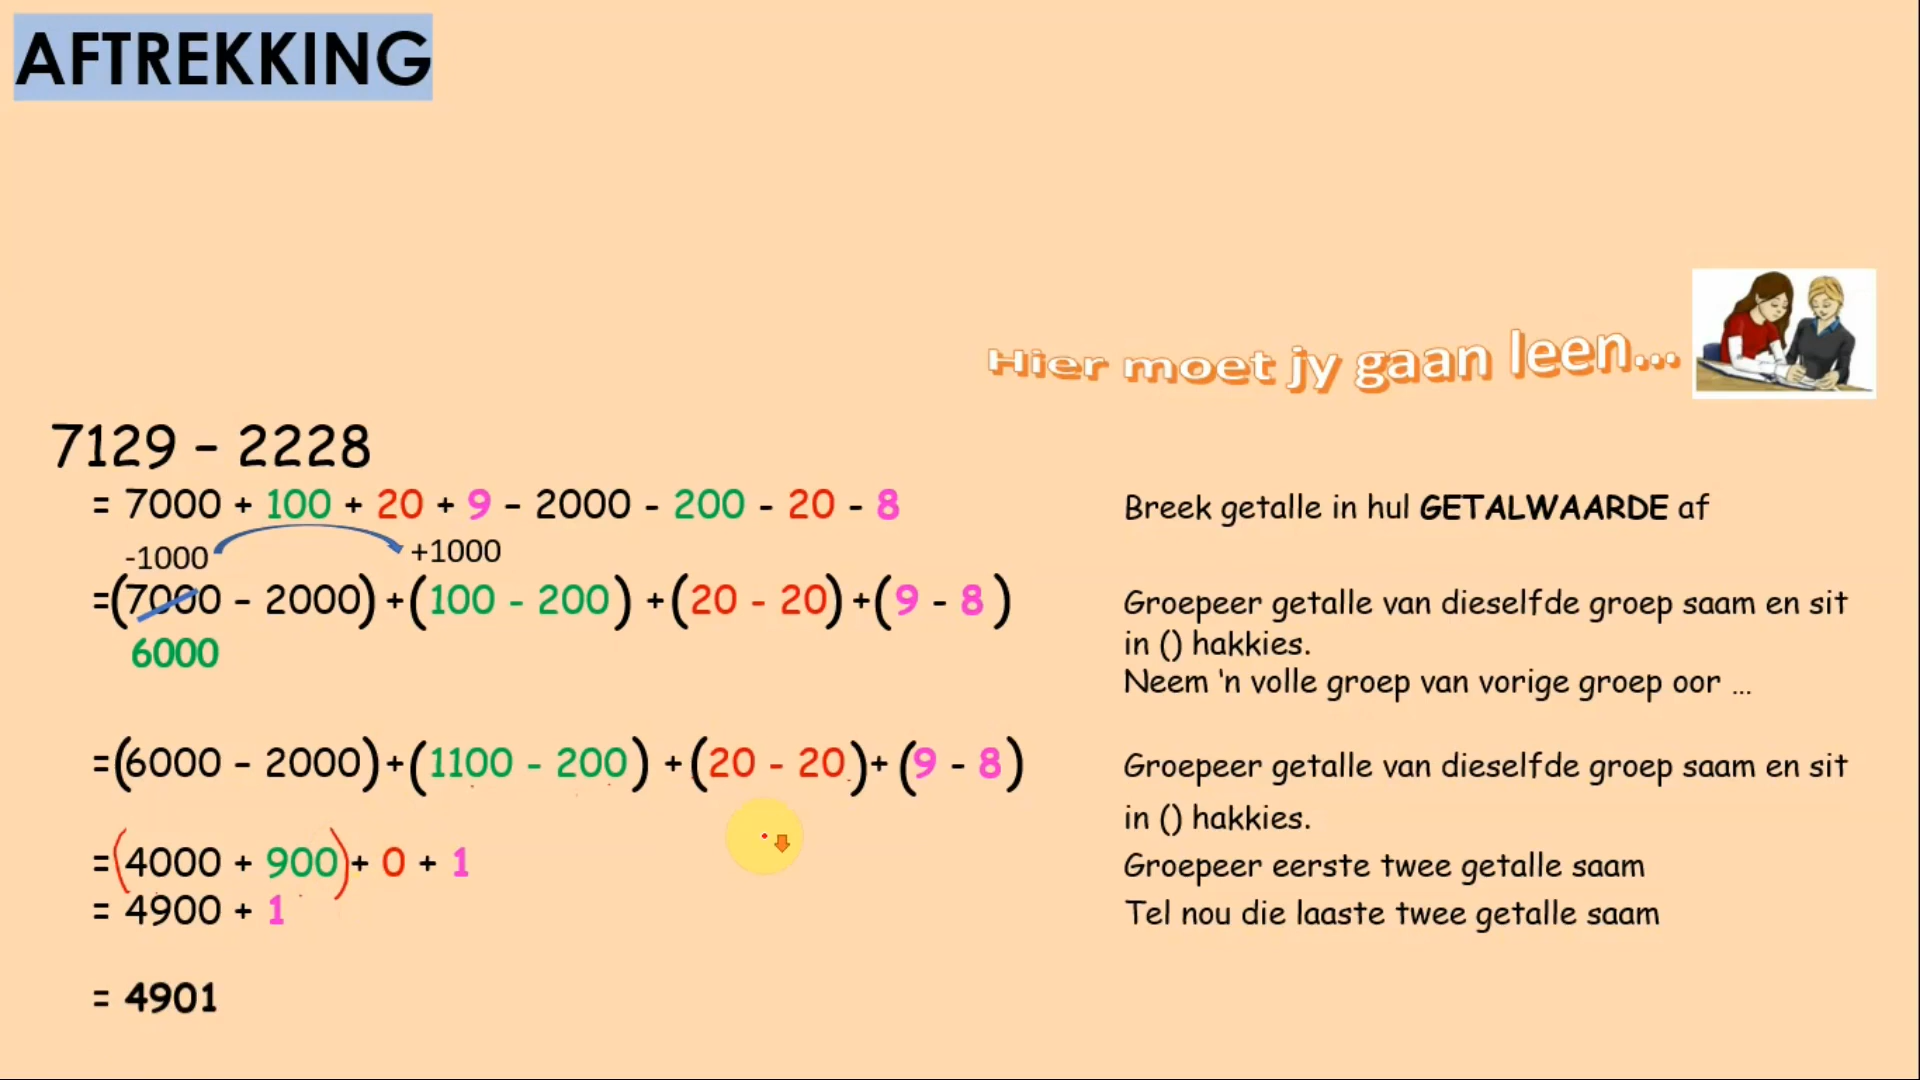 AFTREKKING
Hier moet jy gaan leen...
7129 – 2228
= 7000 + 100 + 20 + 9 – 2000 - 200 - 20 - 8
Breek getalle in hul GETALWAARDE af
-1000 +1000
=(7000 – 2000) +(100 - 200) +(20 - 20) +(9 - 8)
6000
Groepeer getalle van dieselfde groep saam en sit
in () hakkies.
Neem 'n volle groep van vorige groep oor ...
=(6000 – 2000)+(1100 - 200) +(20 - 20)+ (9 - 8)
Groepeer getalle van dieselfde groep saam en sit
in () hakkies.
=(4000 + 900)+ 0 + 1
Groepeer eerste twee getalle saam
= 4900 + 1
Tel nou die laaste twee getalle saam
= 4901